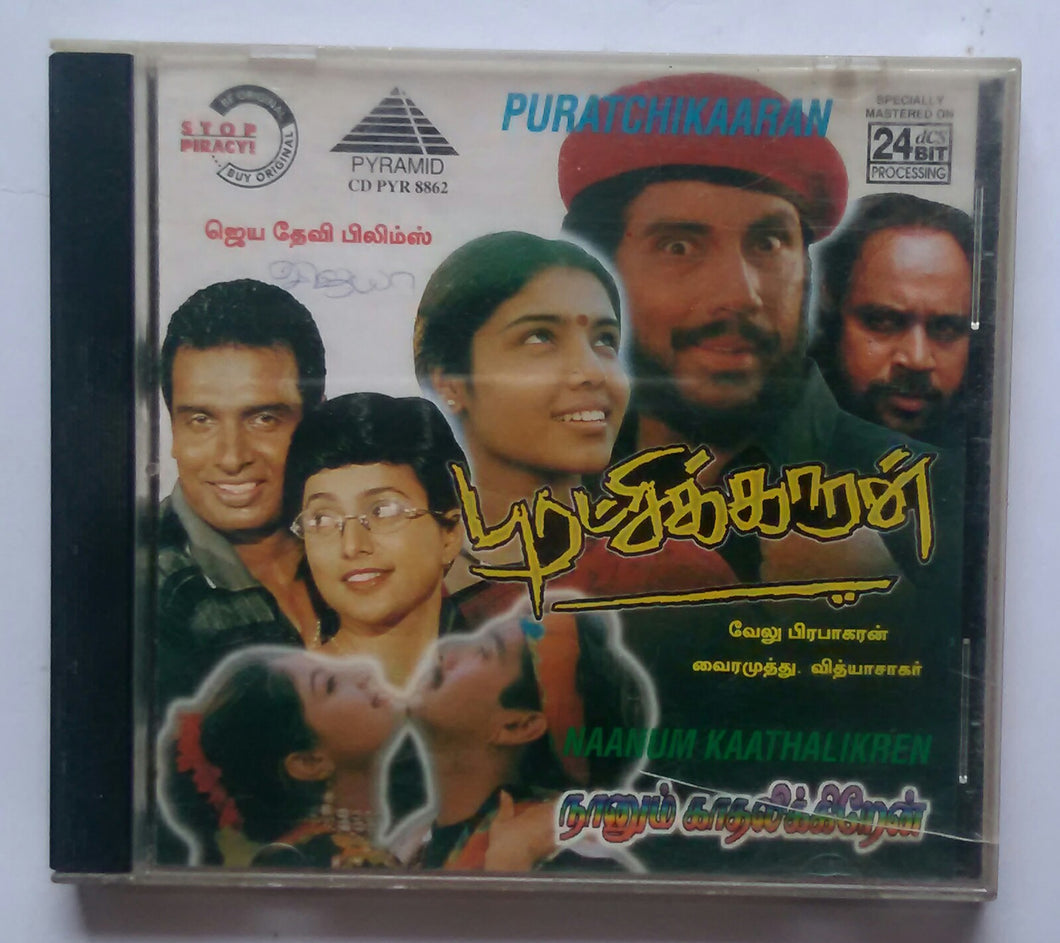 BE ORIGINAL
STOP
PIRACY!
BUY ORIGINAL
PYRAMID
CD PYR 8862
PURATCHIKAARAN
SPECIALLY
MASTERED ON
24 dCS
BIT
PROCESSING
ஜெய தேவி பிலிம்ஸ்
புரட்சிக்காரன்
வேலு பிரபாகரன்
வைரமுத்து. வித்யாசாகர்
NAANUM KAATHALIKREN
நானும் காதலிக்கிறேன்